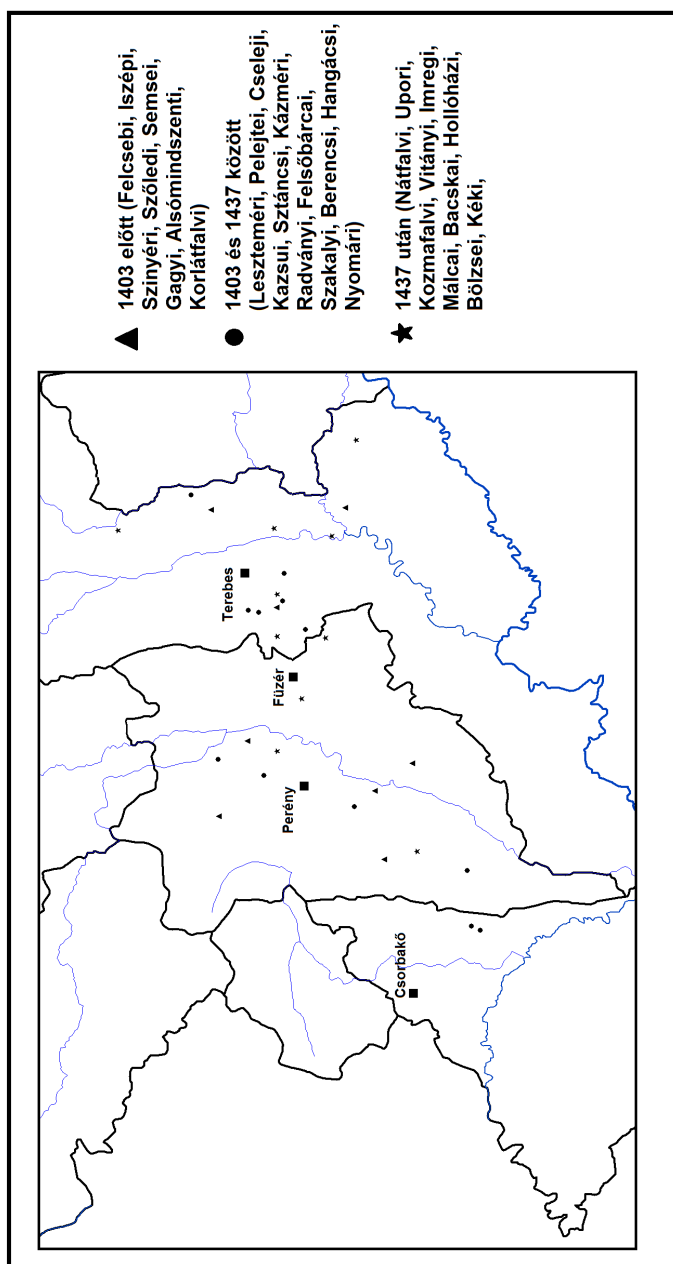 1403 előtt (Felcsebi, Iszépi,
Szinyéri, Szőledi, Semsei,
Gagyi, Alsómindszenti,
Korlátfalvi)
1403 és 1437 között
(Leszteméri, Pelejtei, Cseleji,
Kazsui, Sztáncsi, Kázméri,
Radványi, Felsőbárcai,
Szakalyi, Berencsi, Hangácsi,
Nyomári)
1437 után (Nátfalvi, Upori,
Kozmafalvi, Vitányi, Imregi,
Málcai, Bacskai, Hollóházi,
Bölzsei, Kéki,
Terebes
Füzér
Perény
Csorbakő